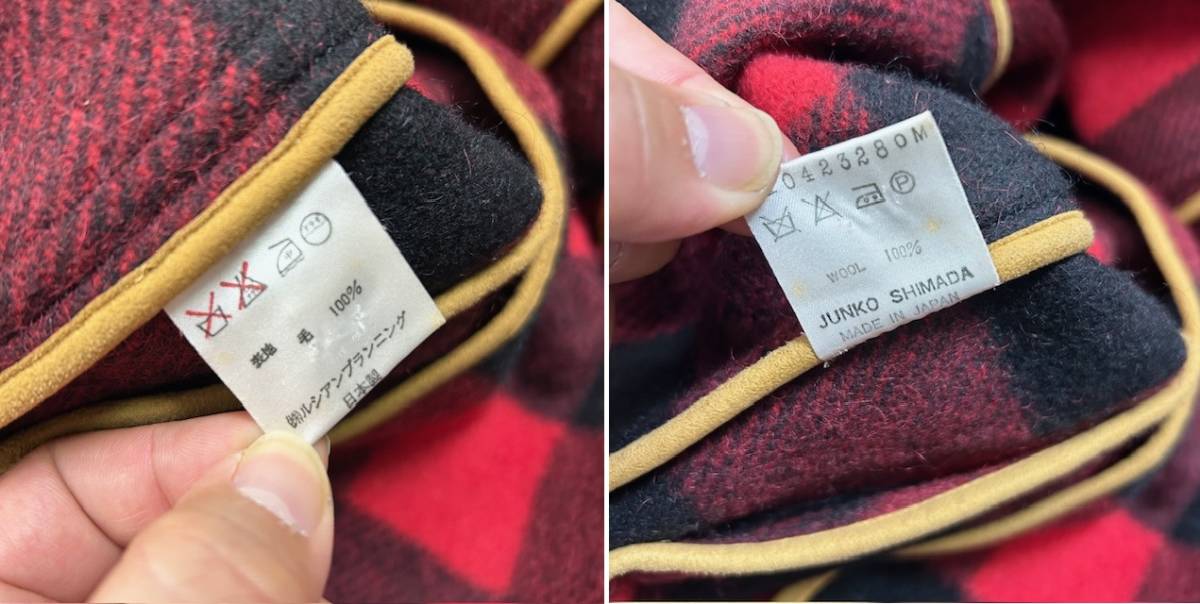 表地 毛 100%
㈱ルシアンプランニング
日本製
0423280M
P
WOOL 100%
JUNKO SHIMADA
MADE IN JAPAN